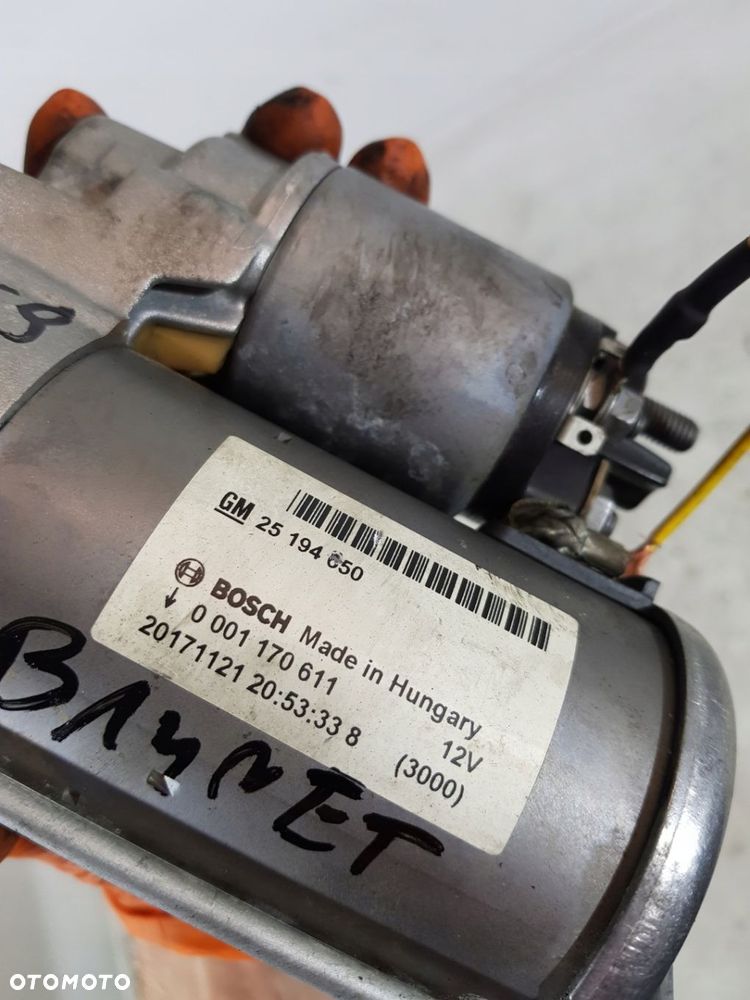 GM 25 194 650
BOSCH Made in Hungary
0 001 170 611 12V
20171121 20:53:33 8 (3000)
OTOMOTO